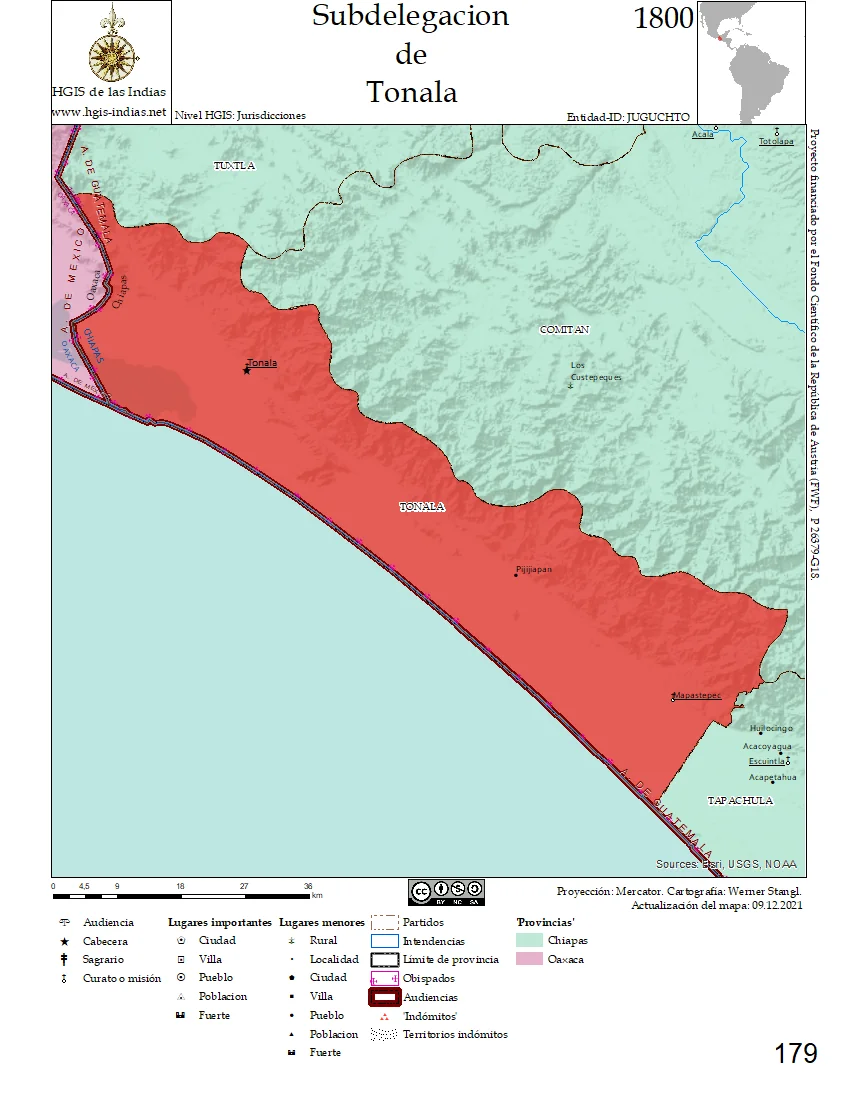 Subdelegacion
de
Tonala
1800
HGIS de las Indias
www.hgis-indias.net
Nivel HGIS: Jurisdicciones
Entidad-ID: JUGUCHTO
Acala
Totolapa
TUXTLA
A. DE GUATEMALA
A. DE MEXICO
Oaxaca
Chiapas
CHIAPAS
OAXACA
COMITAN
Los
Custepeques
Tonala
TONALA
Pijijiapan
Mapastepec
Huilocingo
Acacoyagua
Escuintla
Acapetahua
TAPACHULA
A. DE GUATEMALA
Sources: Esri, USGS, NOAA
Proyecto financiado por el Fondo Científico de la República de Austria (FWF), P 26379-G18.
0 4,5 9 18 27 36
km
CC BY NC SA
Proyección: Mercator. Cartografía: Werner Stangl.
Actualización del mapa: 09.12.2021
Audiencia
Cabecera
Sagrario
Curato o misión
Lugares importantes
Ciudad
Villa
Pueblo
Poblacion
Fuerte
Lugares menores
Rural
Localidad
Ciudad
Villa
Pueblo
Poblacion
Fuerte
Partidos
Intendencias
Límite de provincia
Obispados
Audiencias
'Indómitos'
Territorios indómitos
'Provincias'
Chiapas
Oaxaca
179